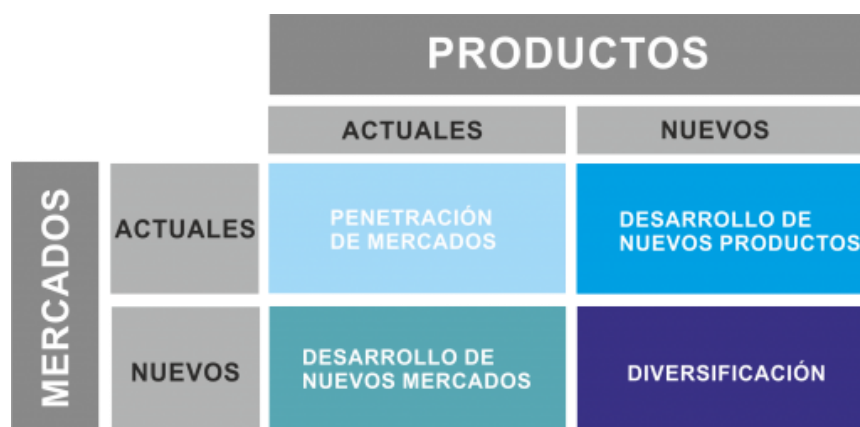 PRODUCTOS
ACTUALES
NUEVOS
MERCADOS
ACTUALES
PENETRACIÓN
DE MERCADOS
DESARROLLO DE
NUEVOS PRODUCTOS
NUEVOS
DESARROLLO DE
NUEVOS MERCADOS
DIVERSIFICACIÓN